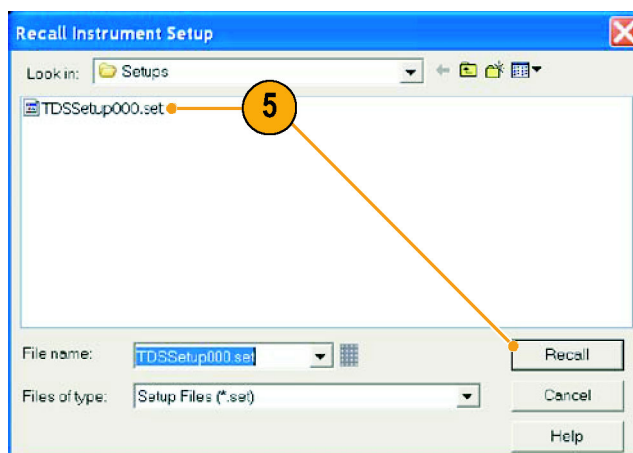 Recall Instrument Setup
Look in: Setups
TDSSetup000.set
5
File name: TDSSetup000.set Recall
Files of type: Setup Files (*.set) Cancel
Help